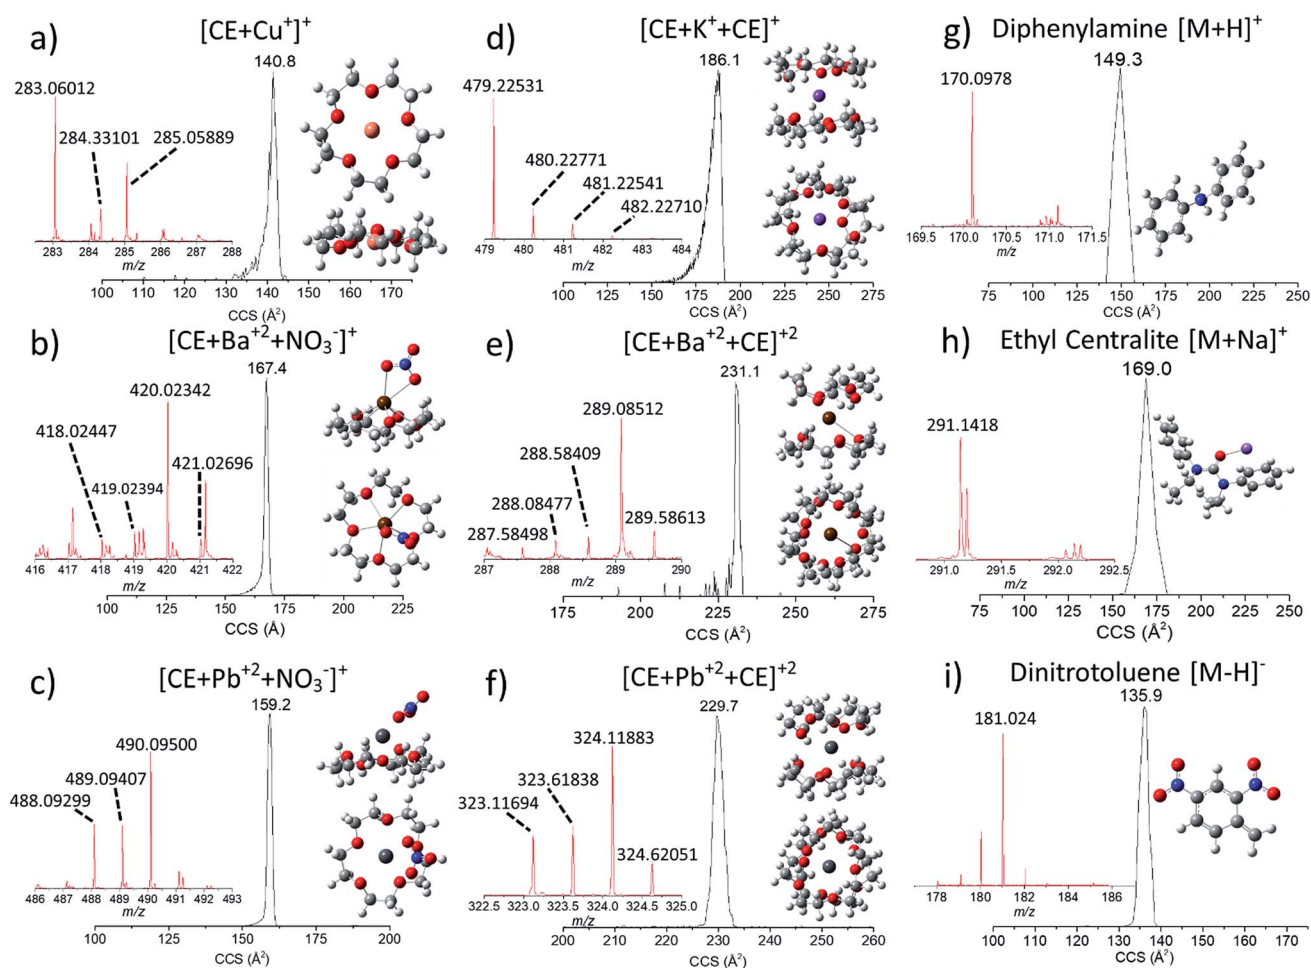 a) [CE+Cu⁺]⁺
140.8
283.06012
284.33101
285.05889
283 284 285 286 287 288
m/z
100 110 120 130 140 150 160 170
CCS (Å²)
d) [CE+K⁺+CE]⁺
186.1
479.22531
480.22771
481.22541
482.22710
479 480 481 482 483 484
m/z
100 125 150 175 200 225 250 275
CCS (Å²)
g) Diphenylamine [M+H]⁺
149.3
170.0978
169.5 170.0 170.5 171.0 171.5
m/z
75 100 125 150 175 200 225 250
CCS (Å²)
b) [CE+Ba⁺²+NO₃⁻]⁺
167.4
420.02342
418.02447
421.02696
419.02394
416 417 418 419 420 421 422
m/z
100 125 150 175 200 225
CCS (Å)
e) [CE+Ba⁺²+CE]⁺²
231.1
289.08512
288.58409
288.08477
289.58613
287.58498
287 288 289 290
m/z
175 200 225 250 275
CCS (Å²)
h) Ethyl Centralite [M+Na]⁺
169.0
291.1418
291.0 291.5 292.0 292.5
m/z
75 100 125 150 175 200 225 250
CCS (Å²)
c) [CE+Pb⁺²+NO₃⁻]⁺
159.2
490.09500
489.09407
488.09299
486 487 488 489 490 491 492 493
m/z
100 125 150 175 200
CCS (Å²)
f) [CE+Pb⁺²+CE]⁺²
229.7
324.11883
323.61838
323.11694
324.62051
322.5 323.0 323.5 324.0 324.5 325.0
m/z
200 210 220 230 240 250 260
CCS (Å²)
i) Dinitrotoluene [M-H]⁻
135.9
181.024
178 180 182 184 186
m/z
100 110 120 130 140 150 160 170
CCS (Å²)